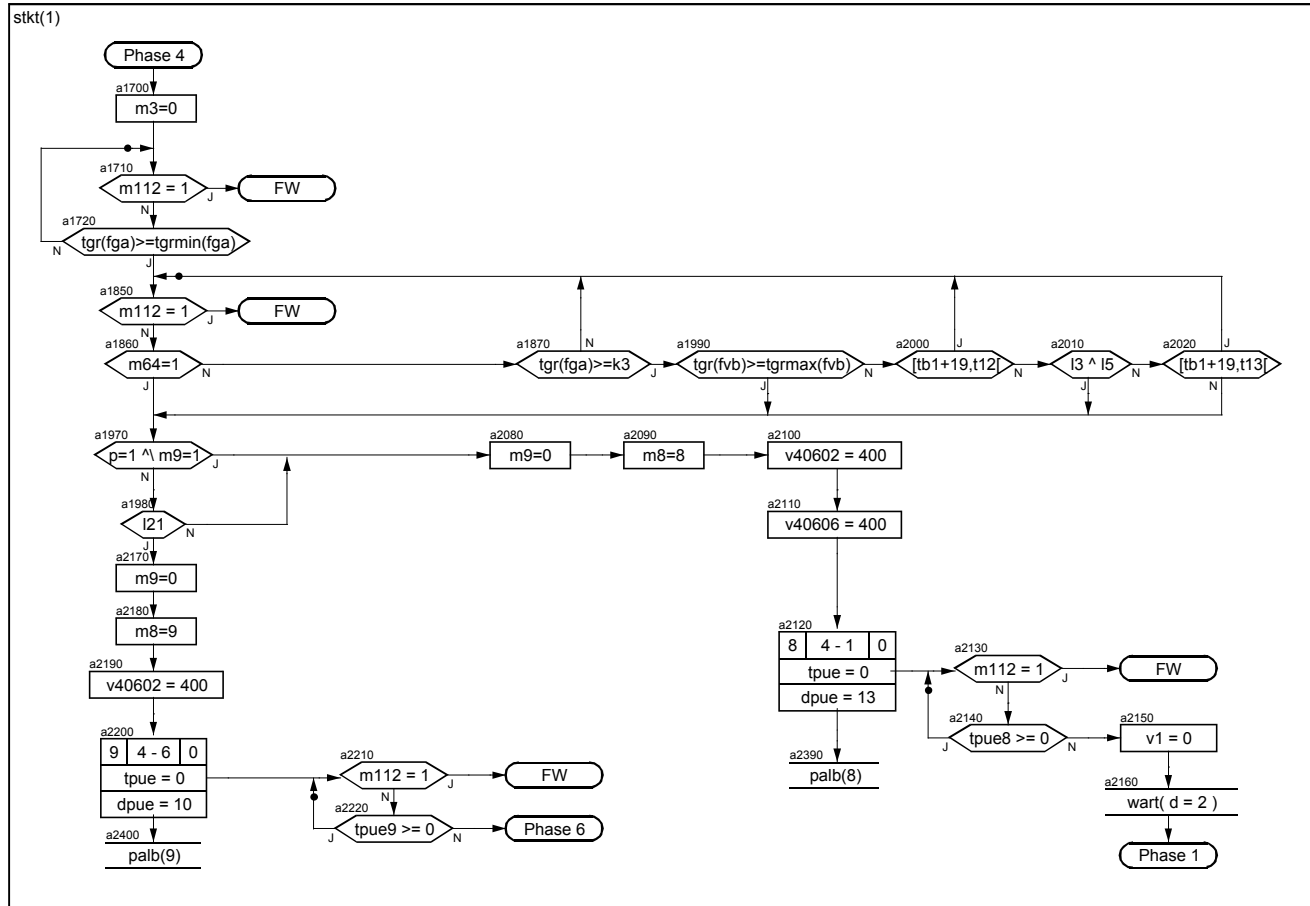 stkt(1)
Phase 4
a1700
m3=0
a1710
m112 = 1
J
FW
N
a1720
tgr(fga)>=tgrmin(fga)
N
J
a1850
m112 = 1
J
FW
N
a1860
m64=1
N
J
a1870
tgr(fga)>=k3
N
J
a1990
tgr(fvb)>=tgrmax(fvb)
N
J
a2000
[tb1+19,t12[
J
N
a2010
l3 ^ l5
N
J
a2020
[tb1+19,t13[
J
N
a1970
p=1 ^\ m9=1
J
N
a2080
m9=0
a2090
m8=8
a2100
v40602 = 400
a1980
l21
N
J
a2110
v40606 = 400
a2170
m9=0
a2180
m8=9
a2190
v40602 = 400
a2120
8 4 - 1 0
tpue = 0
dpue = 13
a2130
m112 = 1
J
FW
N
a2140
tpue8 >= 0
J
N
a2150
v1 = 0
a2390
palb(8)
a2160
wart( d = 2 )
Phase 1
a2200
9 4 - 6 0
tpue = 0
dpue = 10
a2210
m112 = 1
J
FW
N
a2220
tpue9 >= 0
J
N
Phase 6
a2400
palb(9)